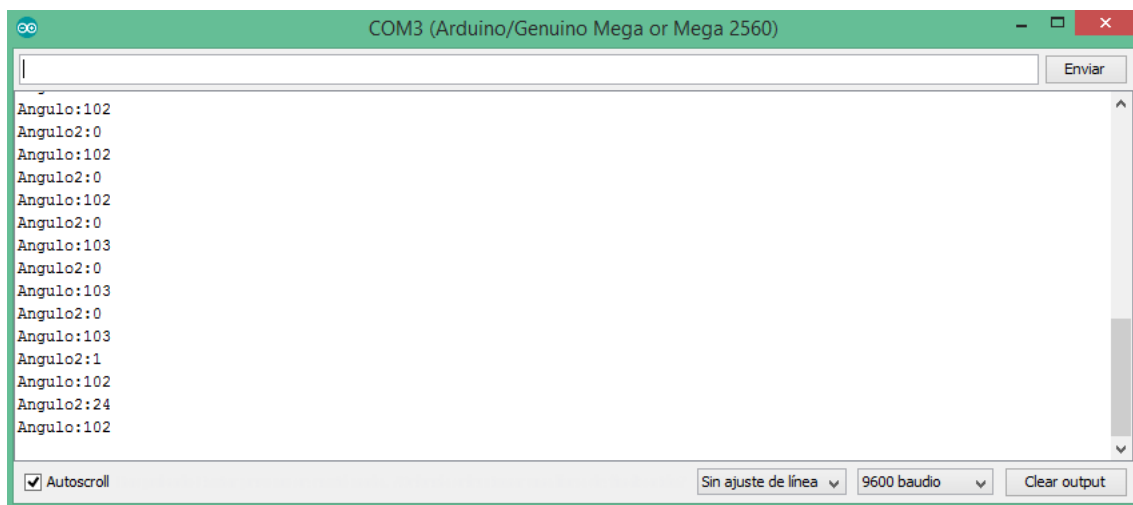 COM3 (Arduino/Genuino Mega or Mega 2560)
Enviar
Angulo:102
Angulo2:0
Angulo:102
Angulo2:0
Angulo:102
Angulo2:0
Angulo:103
Angulo2:0
Angulo:103
Angulo2:0
Angulo:103
Angulo2:1
Angulo:102
Angulo2:24
Angulo:102
Autoscroll
Sin ajuste de línea
9600 baudio
Clear output